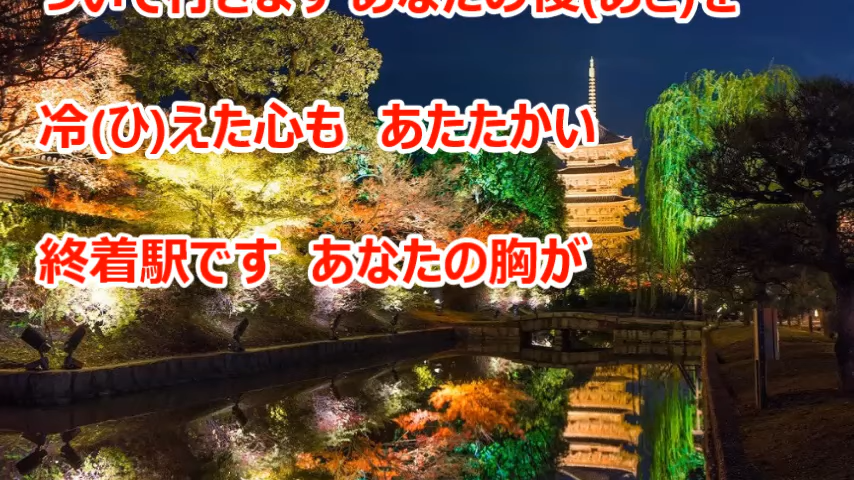 ついて行きます あなたの後(あと)を
冷(ひ)えた心も　あたたかい
終着駅です　あなたの胸が